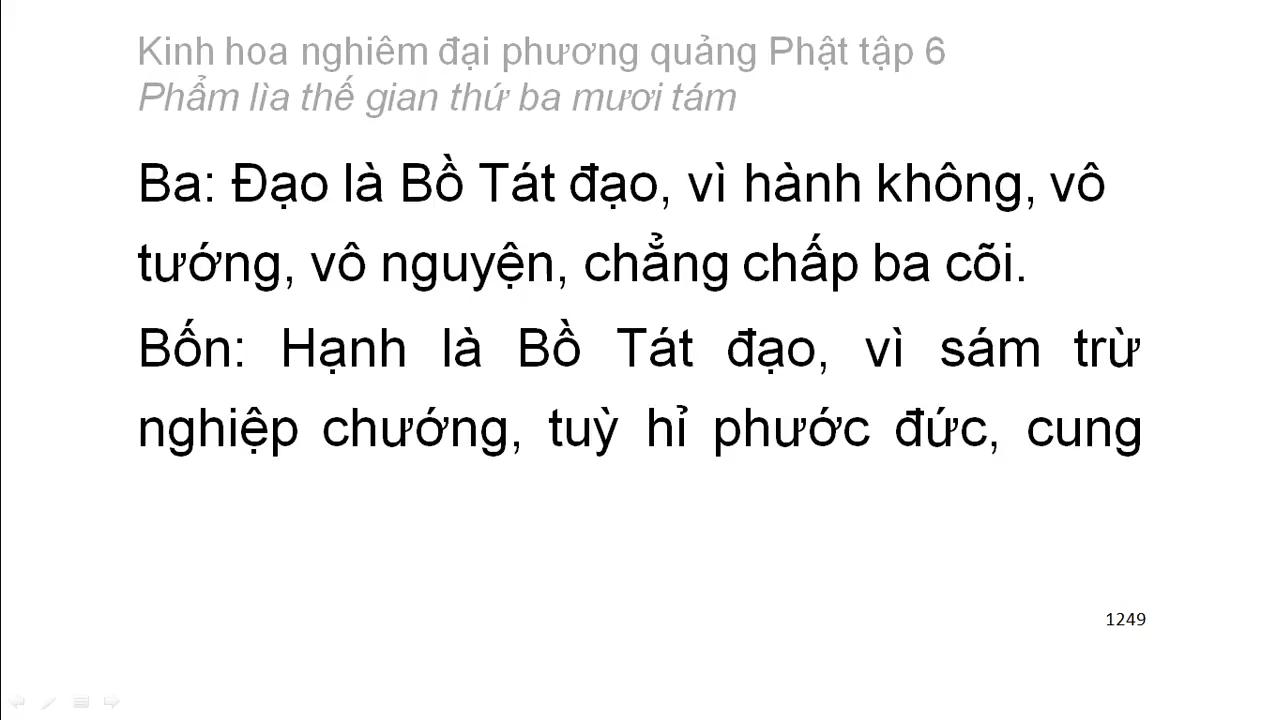 Kinh hoa nghiêm đại phương quảng Phật tập 6
Phẩm lìa thế gian thứ ba mươi tám
Ba: Đạo là Bồ Tát đạo, vì hành không, vô
tướng, vô nguyện, chẳng chấp ba cõi.
Bốn: Hạnh là Bồ Tát đạo, vì sám trừ
nghiệp chướng, tuỳ hỉ phước đức, cung
1249